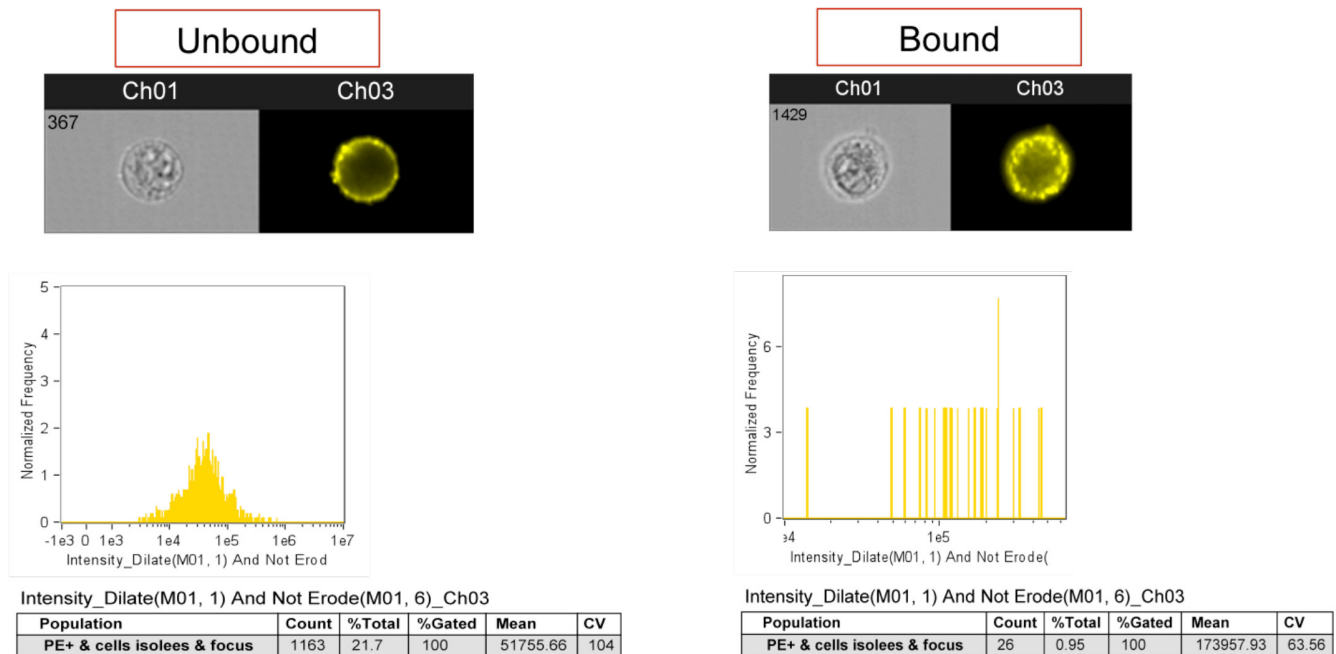 Unbound
Ch01 Ch03
367
5
4
3
2
1
0
Normalized Frequency
-1e3 0 1e3 1e4 1e5 1e6 1e7
Intensity_Dilate(M01, 1) And Not Erod
Intensity_Dilate(M01, 1) And Not Erode(M01, 6)_Ch03
Population Count %Total %Gated Mean CV
PE+ & cells isolees & focus 1163 21.7 100 51755.66 104
Bound
Ch01 Ch03
1429
6
3
0
Normalized Frequency
e4 1e5
Intensity_Dilate(M01, 1) And Not Erode(
Intensity_Dilate(M01, 1) And Not Erode(M01, 6)_Ch03
Population Count %Total %Gated Mean CV
PE+ & cells isolees & focus 26 0.95 100 173957.93 63.56